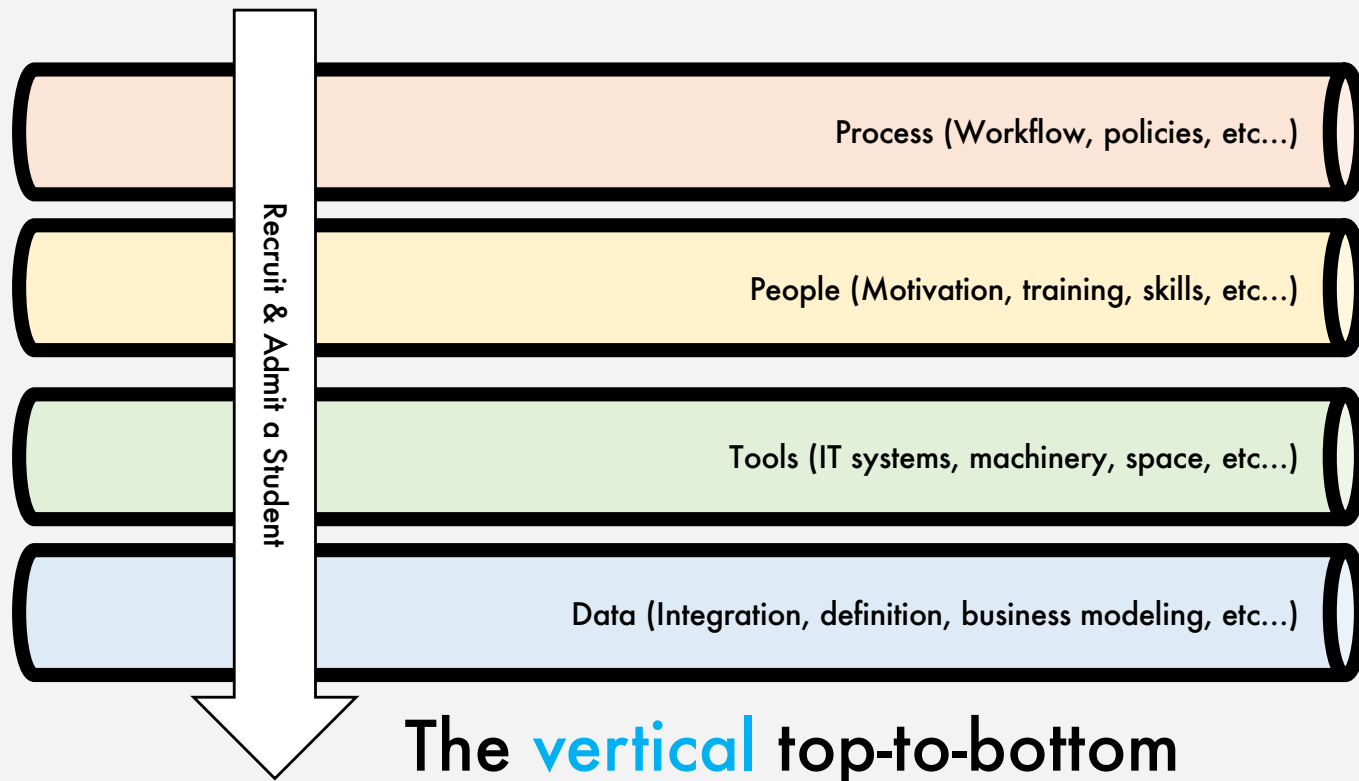 Process (Workflow, policies, etc...)
Recruit & Admit a Student
People (Motivation, training, skills, etc...)
Tools (IT systems, machinery, space, etc...)
Data (Integration, definition, business modeling, etc...)
The vertical top-to-bottom